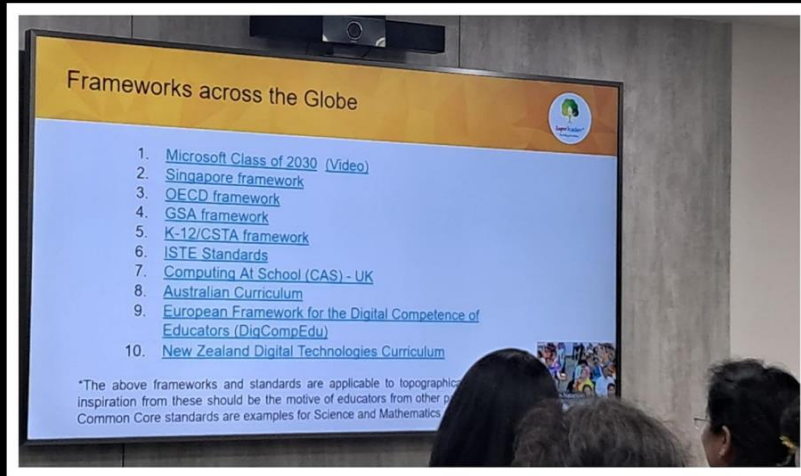 Frameworks across the Globe
1. Microsoft Class of 2030 (Video)
2. Singapore framework
3. OECD framework
4. GSA framework
5. K-12/CSTA framework
6. ISTE Standards
7. Computing At School (CAS) - UK
8. Australian Curriculum
9. European Framework for the Digital Competence of
Educators (DigCompEdu)
10. New Zealand Digital Technologies Curriculum
*The above frameworks and standards are applicable to
inspiration from these should be the motive of educators from other
Common Core standards are examples for Science and Mathematics